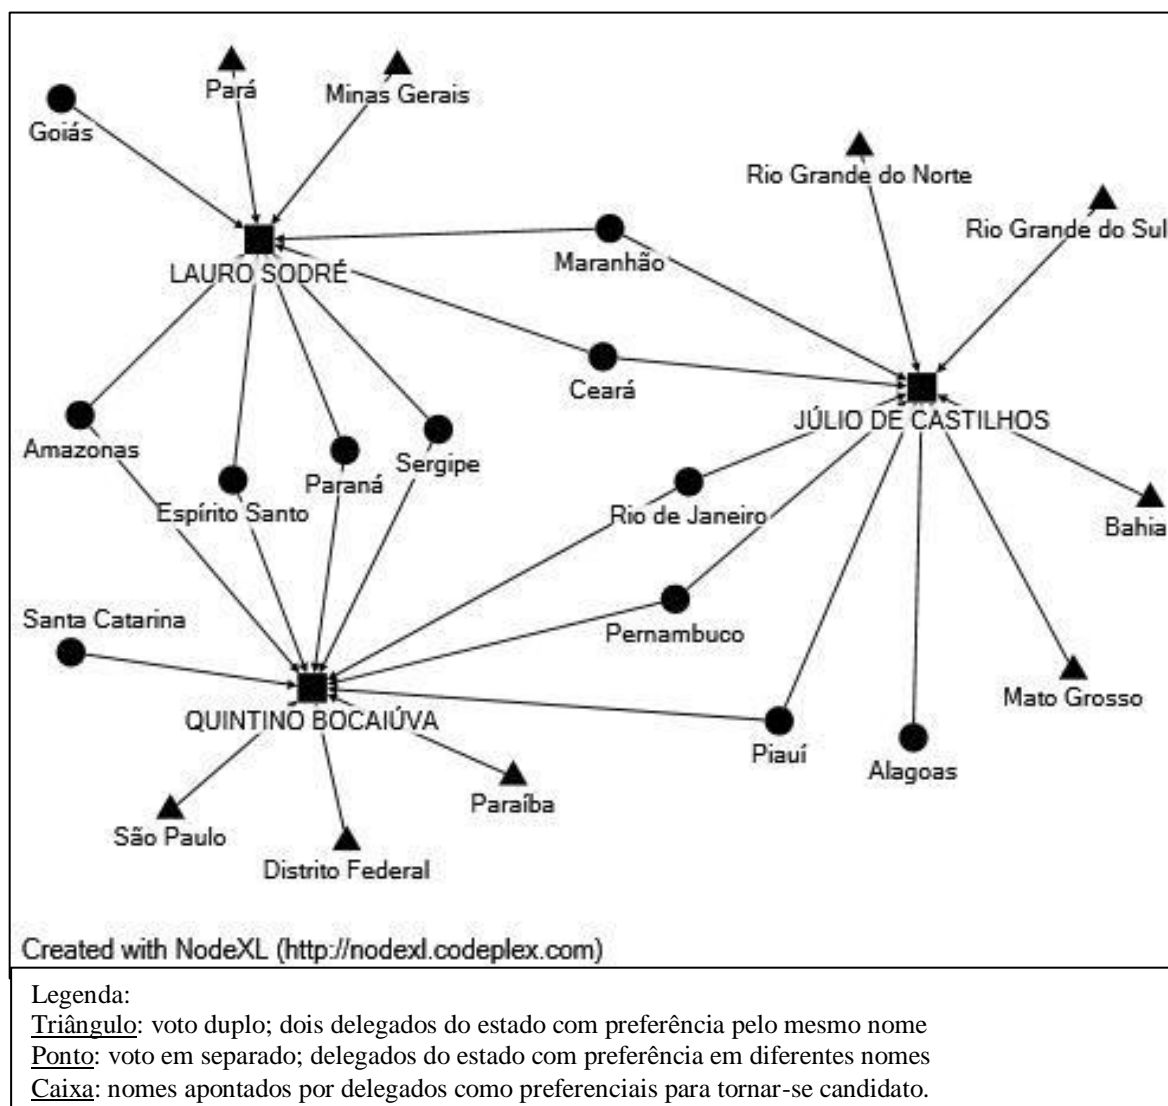 Pará
Minas Gerais
Goiás
Rio Grande do Norte
Rio Grande do Sul
Maranhão
LAURO SODRÉ
Ceará
JÚLIO DE CASTILHOS
Amazonas
Sergipe
Paraná
Espírito Santo
Rio de Janeiro
Bahia
Santa Catarina
Pernambuco
Mato Grosso
QUINTINO BOCAIÚVA
Piauí
Alagoas
Paraíba
São Paulo
Distrito Federal
Created with NodeXL (http://nodexl.codeplex.com)
Legenda:
Triângulo: voto duplo; dois delegados do estado com preferência pelo mesmo nome
Ponto: voto em separado; delegados do estado com preferência em diferentes nomes
Caixa: nomes apontados por delegados como preferenciais para tornar-se candidato.